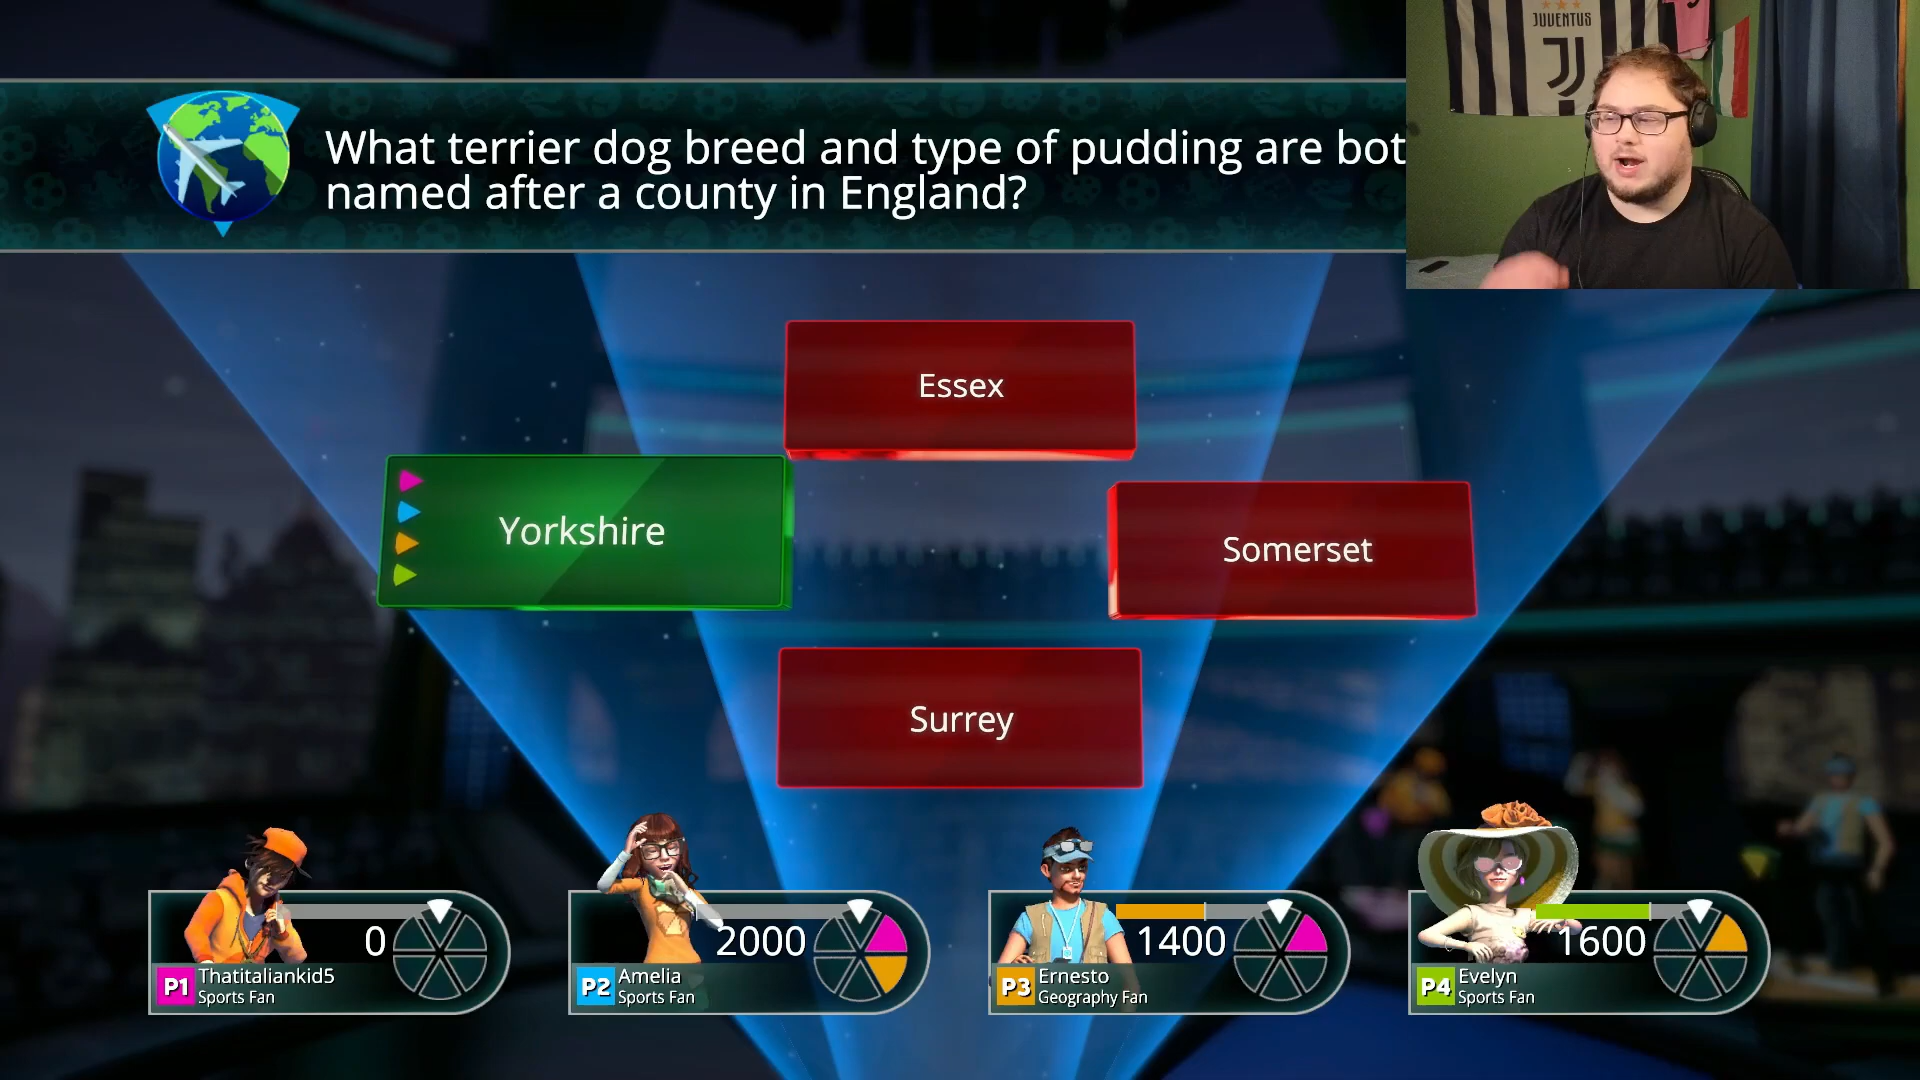 JUVENTUS
What terrier dog breed and type of pudding are bot
named after a county in England?
Essex
Yorkshire
Somerset
Surrey
0
P1 Thatitaliankid5
Sports Fan
2000
P2 Amelia
Sports Fan
1400
P3 Ernesto
Geography Fan
1600
P4 Evelyn
Sports Fan